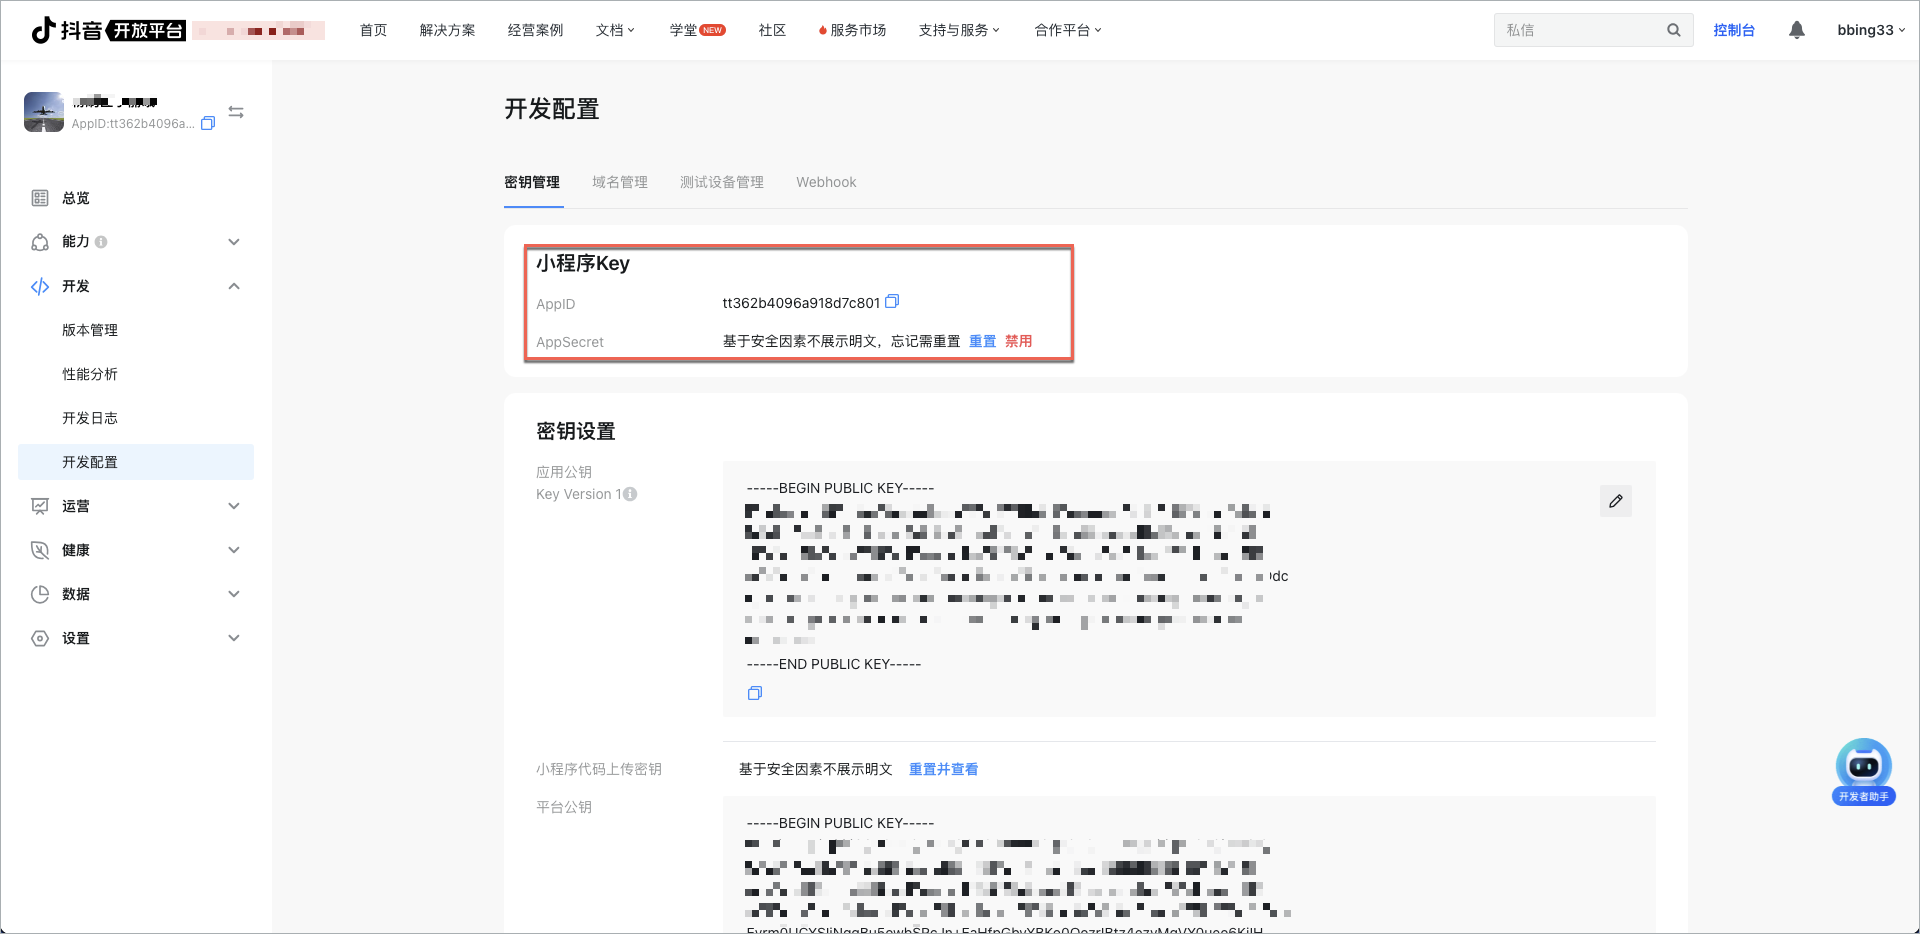 抖音 开放平台
首页
解决方案
经营案例
文档
学堂 NEW
社区
服务市场
支持与服务
合作平台
私信
控制台
bbing33
AppID:tt362b4096a...
总览
能力
开发
版本管理
性能分析
开发日志
开发配置
运营
健康
数据
设置
开发配置
密钥管理
域名管理
测试设备管理
Webhook
小程序Key
AppID
tt362b4096a918d7c801
AppSecret
基于安全因素不展示明文，忘记需重置 重置 禁用
密钥设置
应用公钥
Key Version 1
-----BEGIN PUBLIC KEY-----
-----END PUBLIC KEY-----
小程序代码上传密钥
基于安全因素不展示明文 重置并查看
平台公钥
-----BEGIN PUBLIC KEY-----
开发者助手